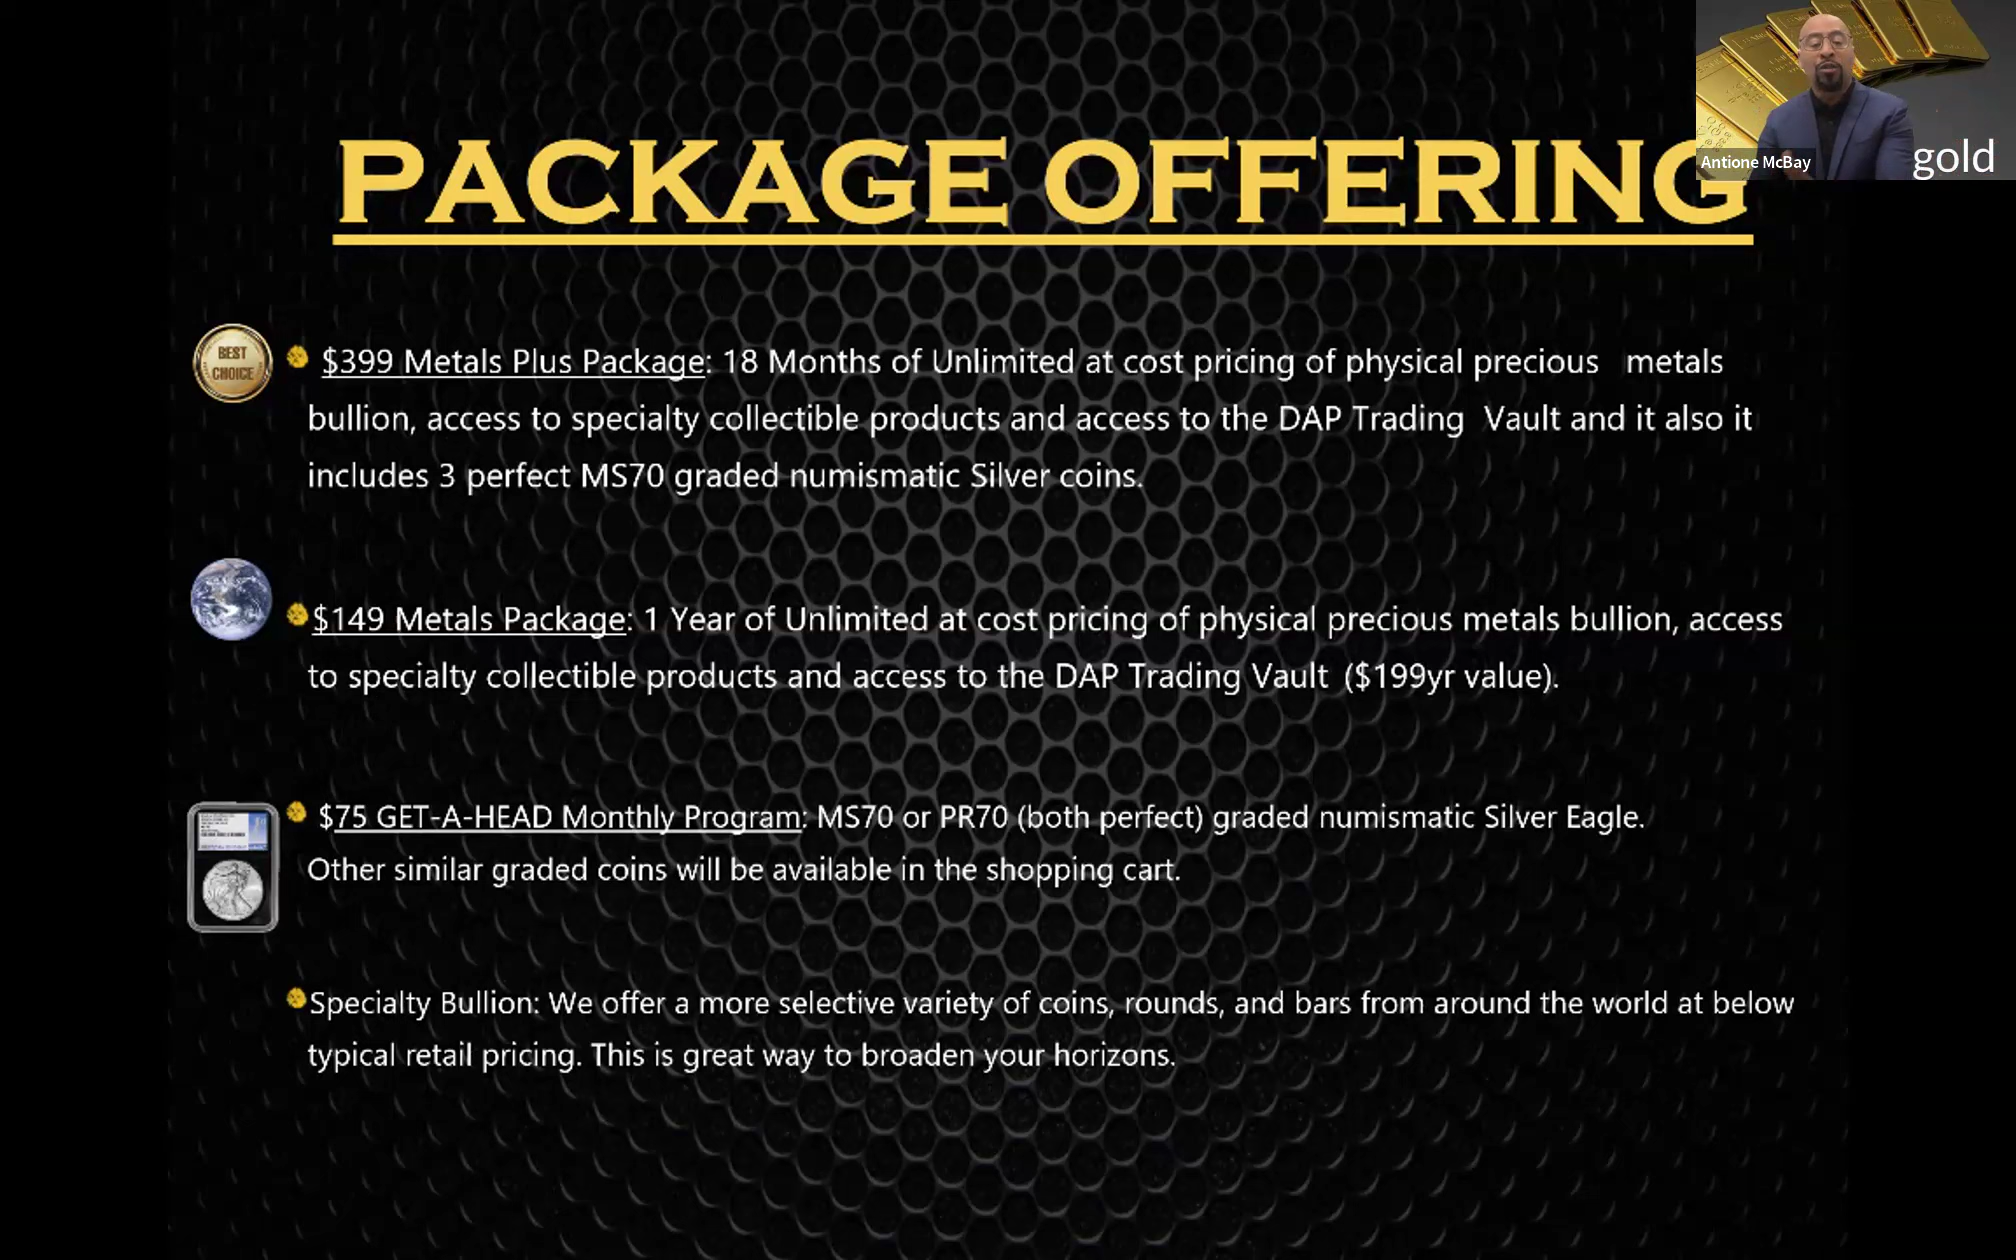 PACKAGE OFFERING
Antione McBay
gold
BEST
CHOICE
$399 Metals Plus Package: 18 Months of Unlimited at cost pricing of physical precious metals
bullion, access to specialty collectible products and access to the DAP Trading Vault and it also it
includes 3 perfect MS70 graded numismatic Silver coins.
$149 Metals Package: 1 Year of Unlimited at cost pricing of physical precious metals bullion, access
to specialty collectible products and access to the DAP Trading Vault ($199yr value).
$75 GET-A-HEAD Monthly Program: MS70 or PR70 (both perfect) graded numismatic Silver Eagle.
Other similar graded coins will be available in the shopping cart.
Specialty Bullion: We offer a more selective variety of coins, rounds, and bars from around the world at below
typical retail pricing. This is great way to broaden your horizons.